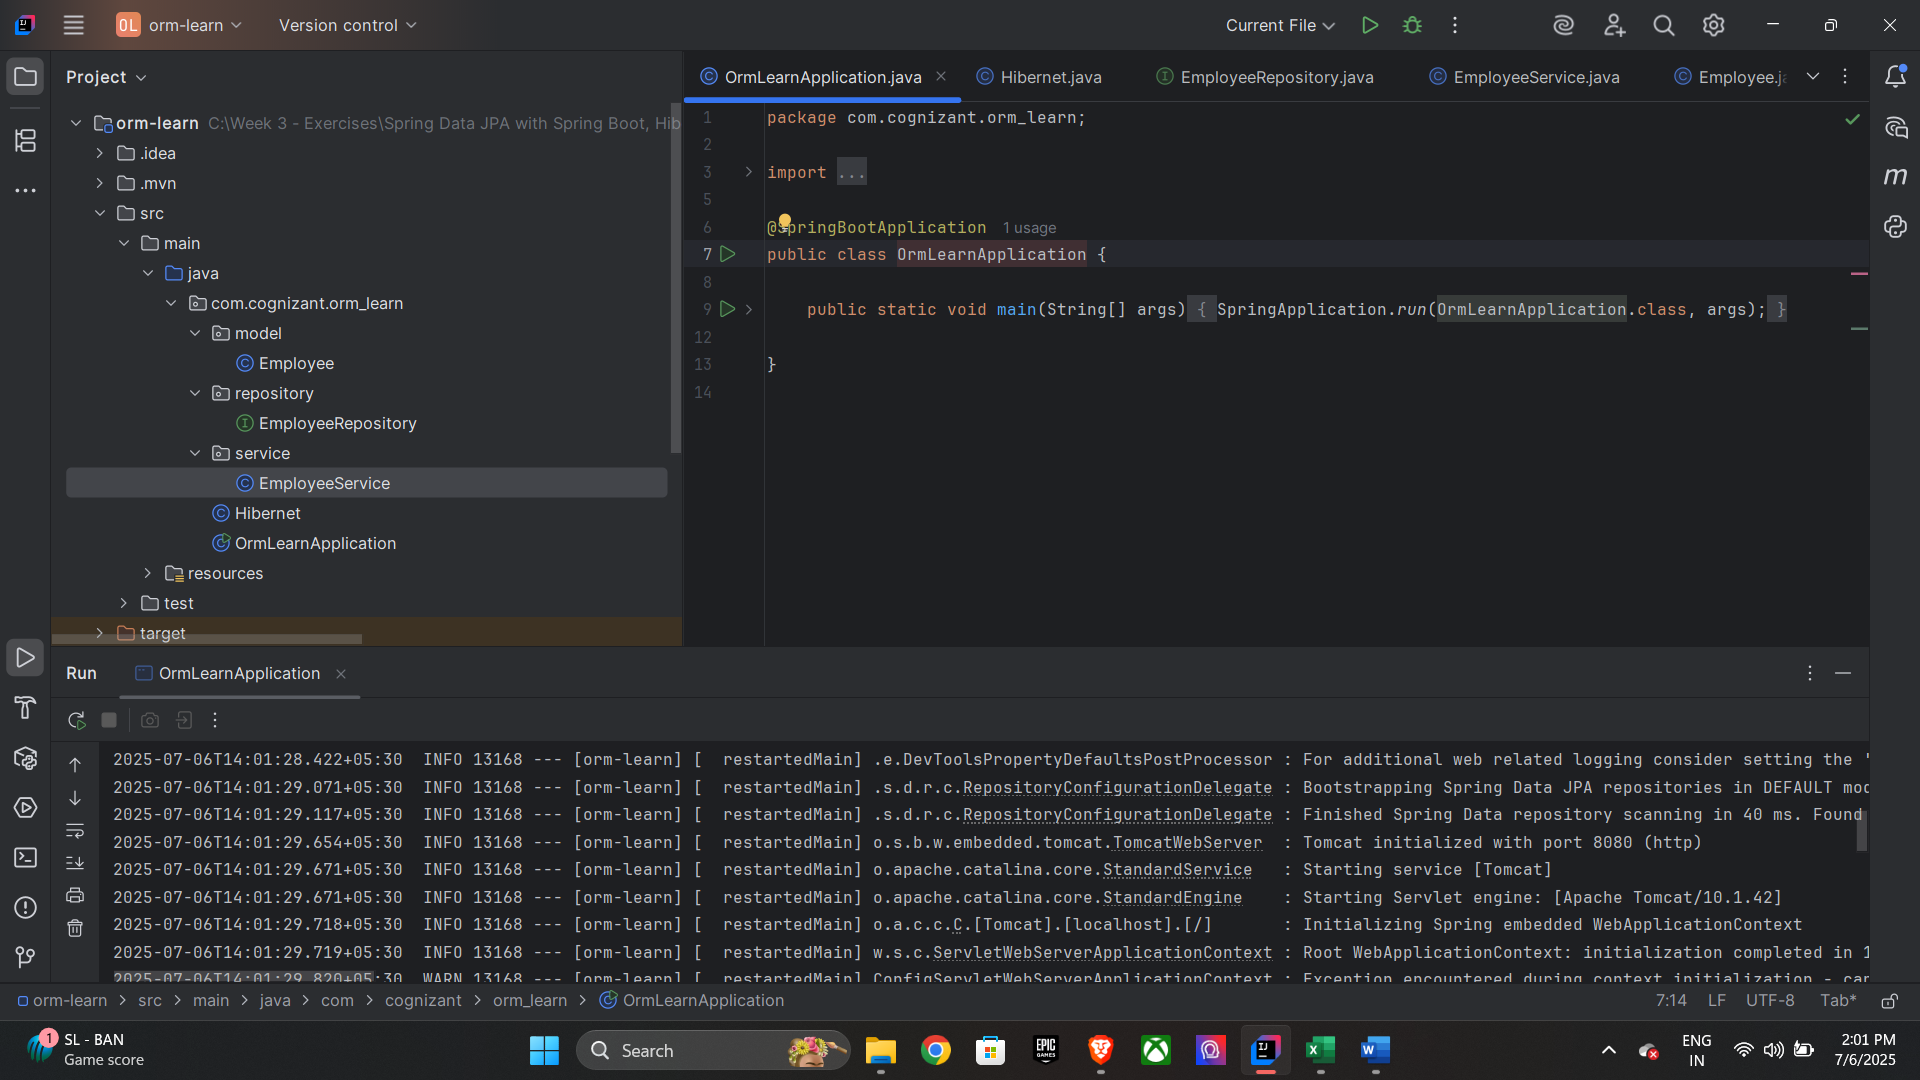 OL orm-learn Version control Current File
Project
OrmLearnApplication.java Hibernet.java EmployeeRepository.java EmployeeService.java Employee.j
orm-learn C:\Week 3 - Exercises\Spring Data JPA with Spring Boot, Hib
.idea
.mvn
src
main
java
com.cognizant.orm_learn
model
Employee
repository
EmployeeRepository
service
EmployeeService
Hibernet
OrmLearnApplication
resources
test
target
1 package com.cognizant.orm_learn;
2
3 import ...
5
6 @SpringBootApplication 1 usage
7 public class OrmLearnApplication {
8
9 public static void main(String[] args) { SpringApplication.run(OrmLearnApplication.class, args); }
12
13 }
14
Run OrmLearnApplication
2025-07-06T14:01:28.422+05:30 INFO 13168 --- [orm-learn] [ restartedMain] .e.DevToolsPropertyDefaultsPostProcessor : For additional web related logging consider setting the '
2025-07-06T14:01:29.071+05:30 INFO 13168 --- [orm-learn] [ restartedMain] .s.d.r.c.RepositoryConfigurationDelegate : Bootstrapping Spring Data JPA repositories in DEFAULT mod
2025-07-06T14:01:29.117+05:30 INFO 13168 --- [orm-learn] [ restartedMain] .s.d.r.c.RepositoryConfigurationDelegate : Finished Spring Data repository scanning in 40 ms. Found
2025-07-06T14:01:29.654+05:30 INFO 13168 --- [orm-learn] [ restartedMain] o.s.b.w.embedded.tomcat.TomcatWebServer : Tomcat initialized with port 8080 (http)
2025-07-06T14:01:29.671+05:30 INFO 13168 --- [orm-learn] [ restartedMain] o.apache.catalina.core.StandardService : Starting service [Tomcat]
2025-07-06T14:01:29.671+05:30 INFO 13168 --- [orm-learn] [ restartedMain] o.apache.catalina.core.StandardEngine : Starting Servlet engine: [Apache Tomcat/10.1.42]
2025-07-06T14:01:29.718+05:30 INFO 13168 --- [orm-learn] [ restartedMain] o.a.c.c.C.[Tomcat].[localhost].[/] : Initializing Spring embedded WebApplicationContext
2025-07-06T14:01:29.719+05:30 INFO 13168 --- [orm-learn] [ restartedMain] w.s.c.ServletWebServerApplicationContext : Root WebApplicationContext: initialization completed in 1
2025-07-06T14:01:29.820+05:30 WARN 13168 --- [orm-learn] [ restartedMain] ConfigServletWebServerApplicationContext : Exception encountered during context initialization - ca
orm-learn > src > main > java > com > cognizant > orm_learn > OrmLearnApplication 7:14 LF UTF-8 Tab*
1 SL - BAN
Game score
Search
EPIC GAMES
ENG
IN
2:01 PM
7/6/2025